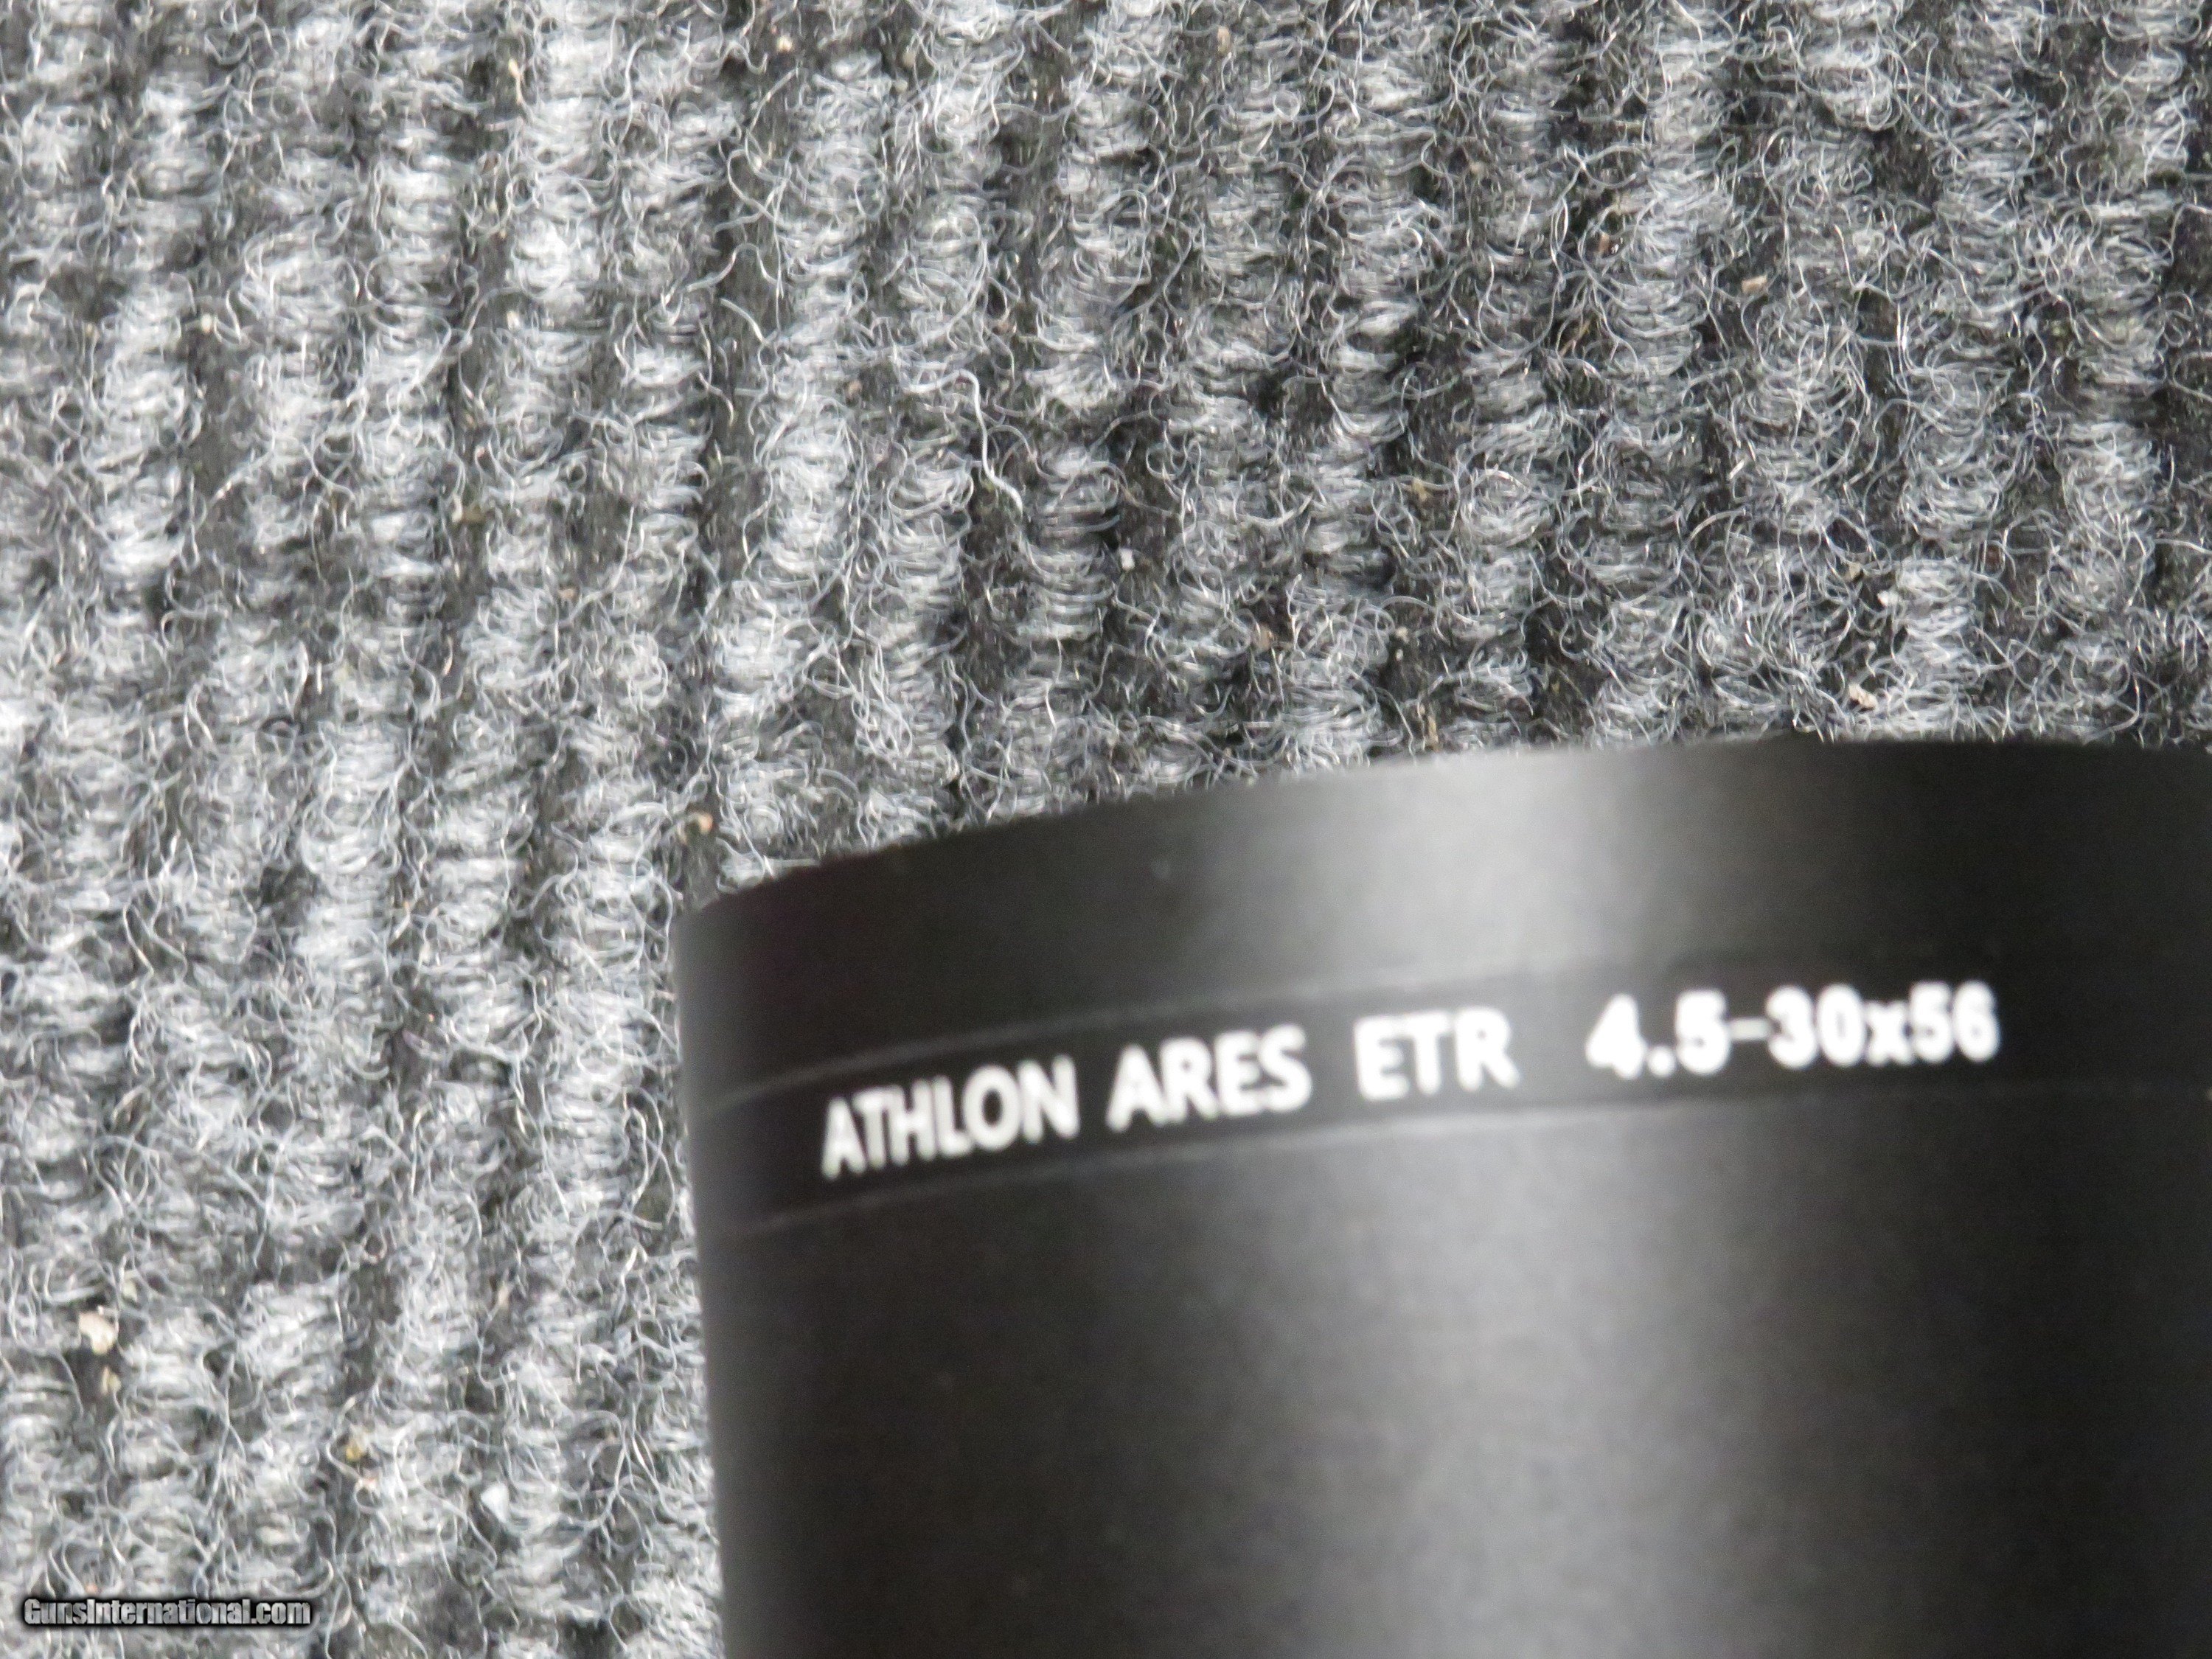 ATHLON ARES ETR 4.5-30x56
GunsInternational.com